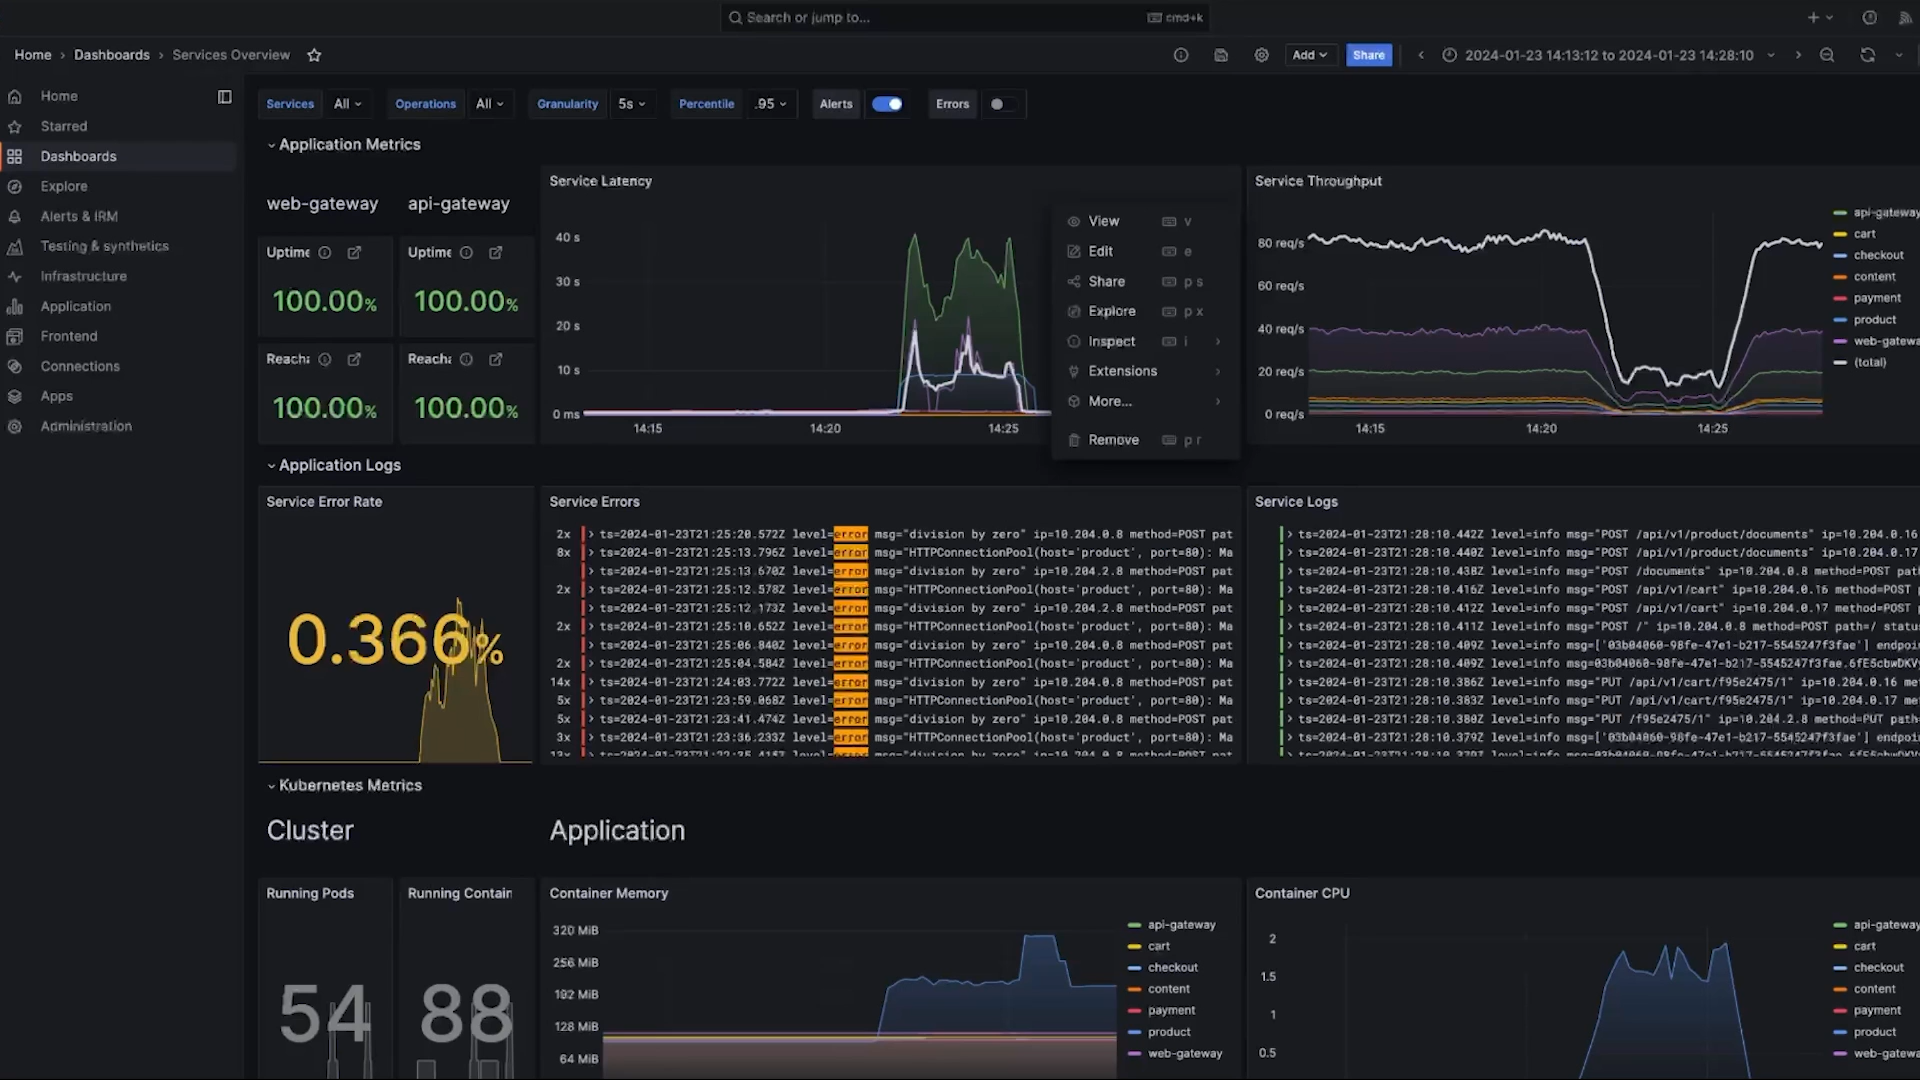 Search or jump to... cmd+k
Home › Dashboards › Services Overview
Add Share 2024-01-23 14:13:12 to 2024-01-23 14:28:10
Home
Starred
Dashboards
Explore
Alerts & IRM
Testing & synthetics
Infrastructure
Application
Frontend
Connections
Apps
Administration
Services All Operations All Granularity 5s Percentile .95 Alerts Errors
Application Metrics
web-gateway api-gateway
Uptime Uptime
100.00% 100.00%
Reacha Reacha
100.00% 100.00%
Service Latency
40 s
30 s
20 s
10 s
0 ms
14:15 14:20 14:25
View v
Edit e
Share p s
Explore p x
Inspect i
Extensions
More...
Remove p r
Service Throughput
80 req/s
60 req/s
40 req/s
20 req/s
0 req/s
14:15 14:20 14:25
api-gateway
cart
checkout
content
payment
product
web-gatewa
(total)
Application Logs
Service Error Rate
0.366%
Service Errors
2x › ts=2024-01-23T21:25:20.572Z level=error msg="division by zero" ip=10.204.0.8 method=POST pat
8x › ts=2024-01-23T21:25:13.796Z level=error msg="HTTPConnectionPool(host='product', port=80): Ma
› ts=2024-01-23T21:25:13.670Z level=error msg="division by zero" ip=10.204.2.8 method=POST pat
2x › ts=2024-01-23T21:25:12.578Z level=error msg="HTTPConnectionPool(host='product', port=80): Ma
› ts=2024-01-23T21:25:12.173Z level=error msg="division by zero" ip=10.204.2.8 method=POST pat
2x › ts=2024-01-23T21:25:10.652Z level=error msg="HTTPConnectionPool(host='product', port=80): Ma
› ts=2024-01-23T21:25:06.840Z level=error msg="division by zero" ip=10.204.0.8 method=POST pat
2x › ts=2024-01-23T21:25:04.584Z level=error msg="HTTPConnectionPool(host='product', port=80): Ma
14x › ts=2024-01-23T21:24:03.772Z level=error msg="division by zero" ip=10.204.0.8 method=POST pat
5x › ts=2024-01-23T21:23:59.068Z level=error msg="HTTPConnectionPool(host='product', port=80): Ma
5x › ts=2024-01-23T21:23:41.474Z level=error msg="division by zero" ip=10.204.0.8 method=POST pat
3x › ts=2024-01-23T21:23:36.233Z level=error msg="HTTPConnectionPool(host='product', port=80): Ma
Service Logs
› ts=2024-01-23T21:28:10.442Z level=info msg="POST /api/v1/product/documents" ip=10.204.0.16
› ts=2024-01-23T21:28:10.440Z level=info msg="POST /api/v1/product/documents" ip=10.204.0.17
› ts=2024-01-23T21:28:10.438Z level=info msg="POST /documents" ip=10.204.0.8 method=POST path
› ts=2024-01-23T21:28:10.416Z level=info msg="POST /api/v1/cart" ip=10.204.0.16 method=POST p
› ts=2024-01-23T21:28:10.412Z level=info msg="POST /api/v1/cart" ip=10.204.0.17 method=POST p
› ts=2024-01-23T21:28:10.411Z level=info msg="POST /" ip=10.204.0.8 method=POST path=/ statu
› ts=2024-01-23T21:28:10.409Z level=info msg=['03b04060-98fe-47e1-b217-5545247f3fae'] endpoin
› ts=2024-01-23T21:28:10.409Z level=info
› ts=2024-01-23T21:28:10.386Z level=info msg="PUT /api/v1/cart/f95e2475/1" ip=10.204.0.16 met
› ts=2024-01-23T21:28:10.383Z level=info msg="PUT /api/v1/cart/f95e2475/1" ip=10.204.0.17 met
› ts=2024-01-23T21:28:10.380Z level=info msg="PUT /f95e2475/1" ip=10.204.2.8 method=PUT path=
› ts=2024-01-23T21:28:10.379Z level=info msg=['03b04060-98fe-47e1-b217-5545247f3fae'] endpoin
Kubernetes Metrics
Cluster
Application
Running Pods
54
Running Contain
88
Container Memory
320 MiB
256 MiB
192 MiB
128 MiB
64 MiB
api-gateway
cart
checkout
content
payment
product
web-gateway
Container CPU
2
1.5
1
0.5
api-gateway
cart
checkout
content
payment
product
web-gatewa